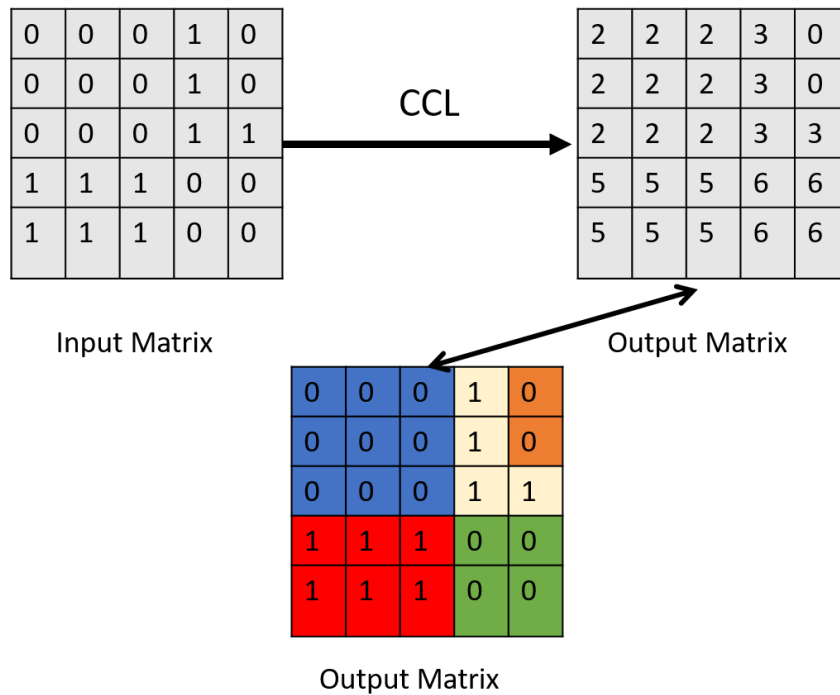 0 0 0 1 0
0 0 0 1 0
0 0 0 1 1
1 1 1 0 0
1 1 1 0 0
Input Matrix
CCL
2 2 2 3 0
2 2 2 3 0
2 2 2 3 3
5 5 5 6 6
5 5 5 6 6
Output Matrix
0 0 0 1 0
0 0 0 1 0
0 0 0 1 1
1 1 1 0 0
1 1 1 0 0
Output Matrix